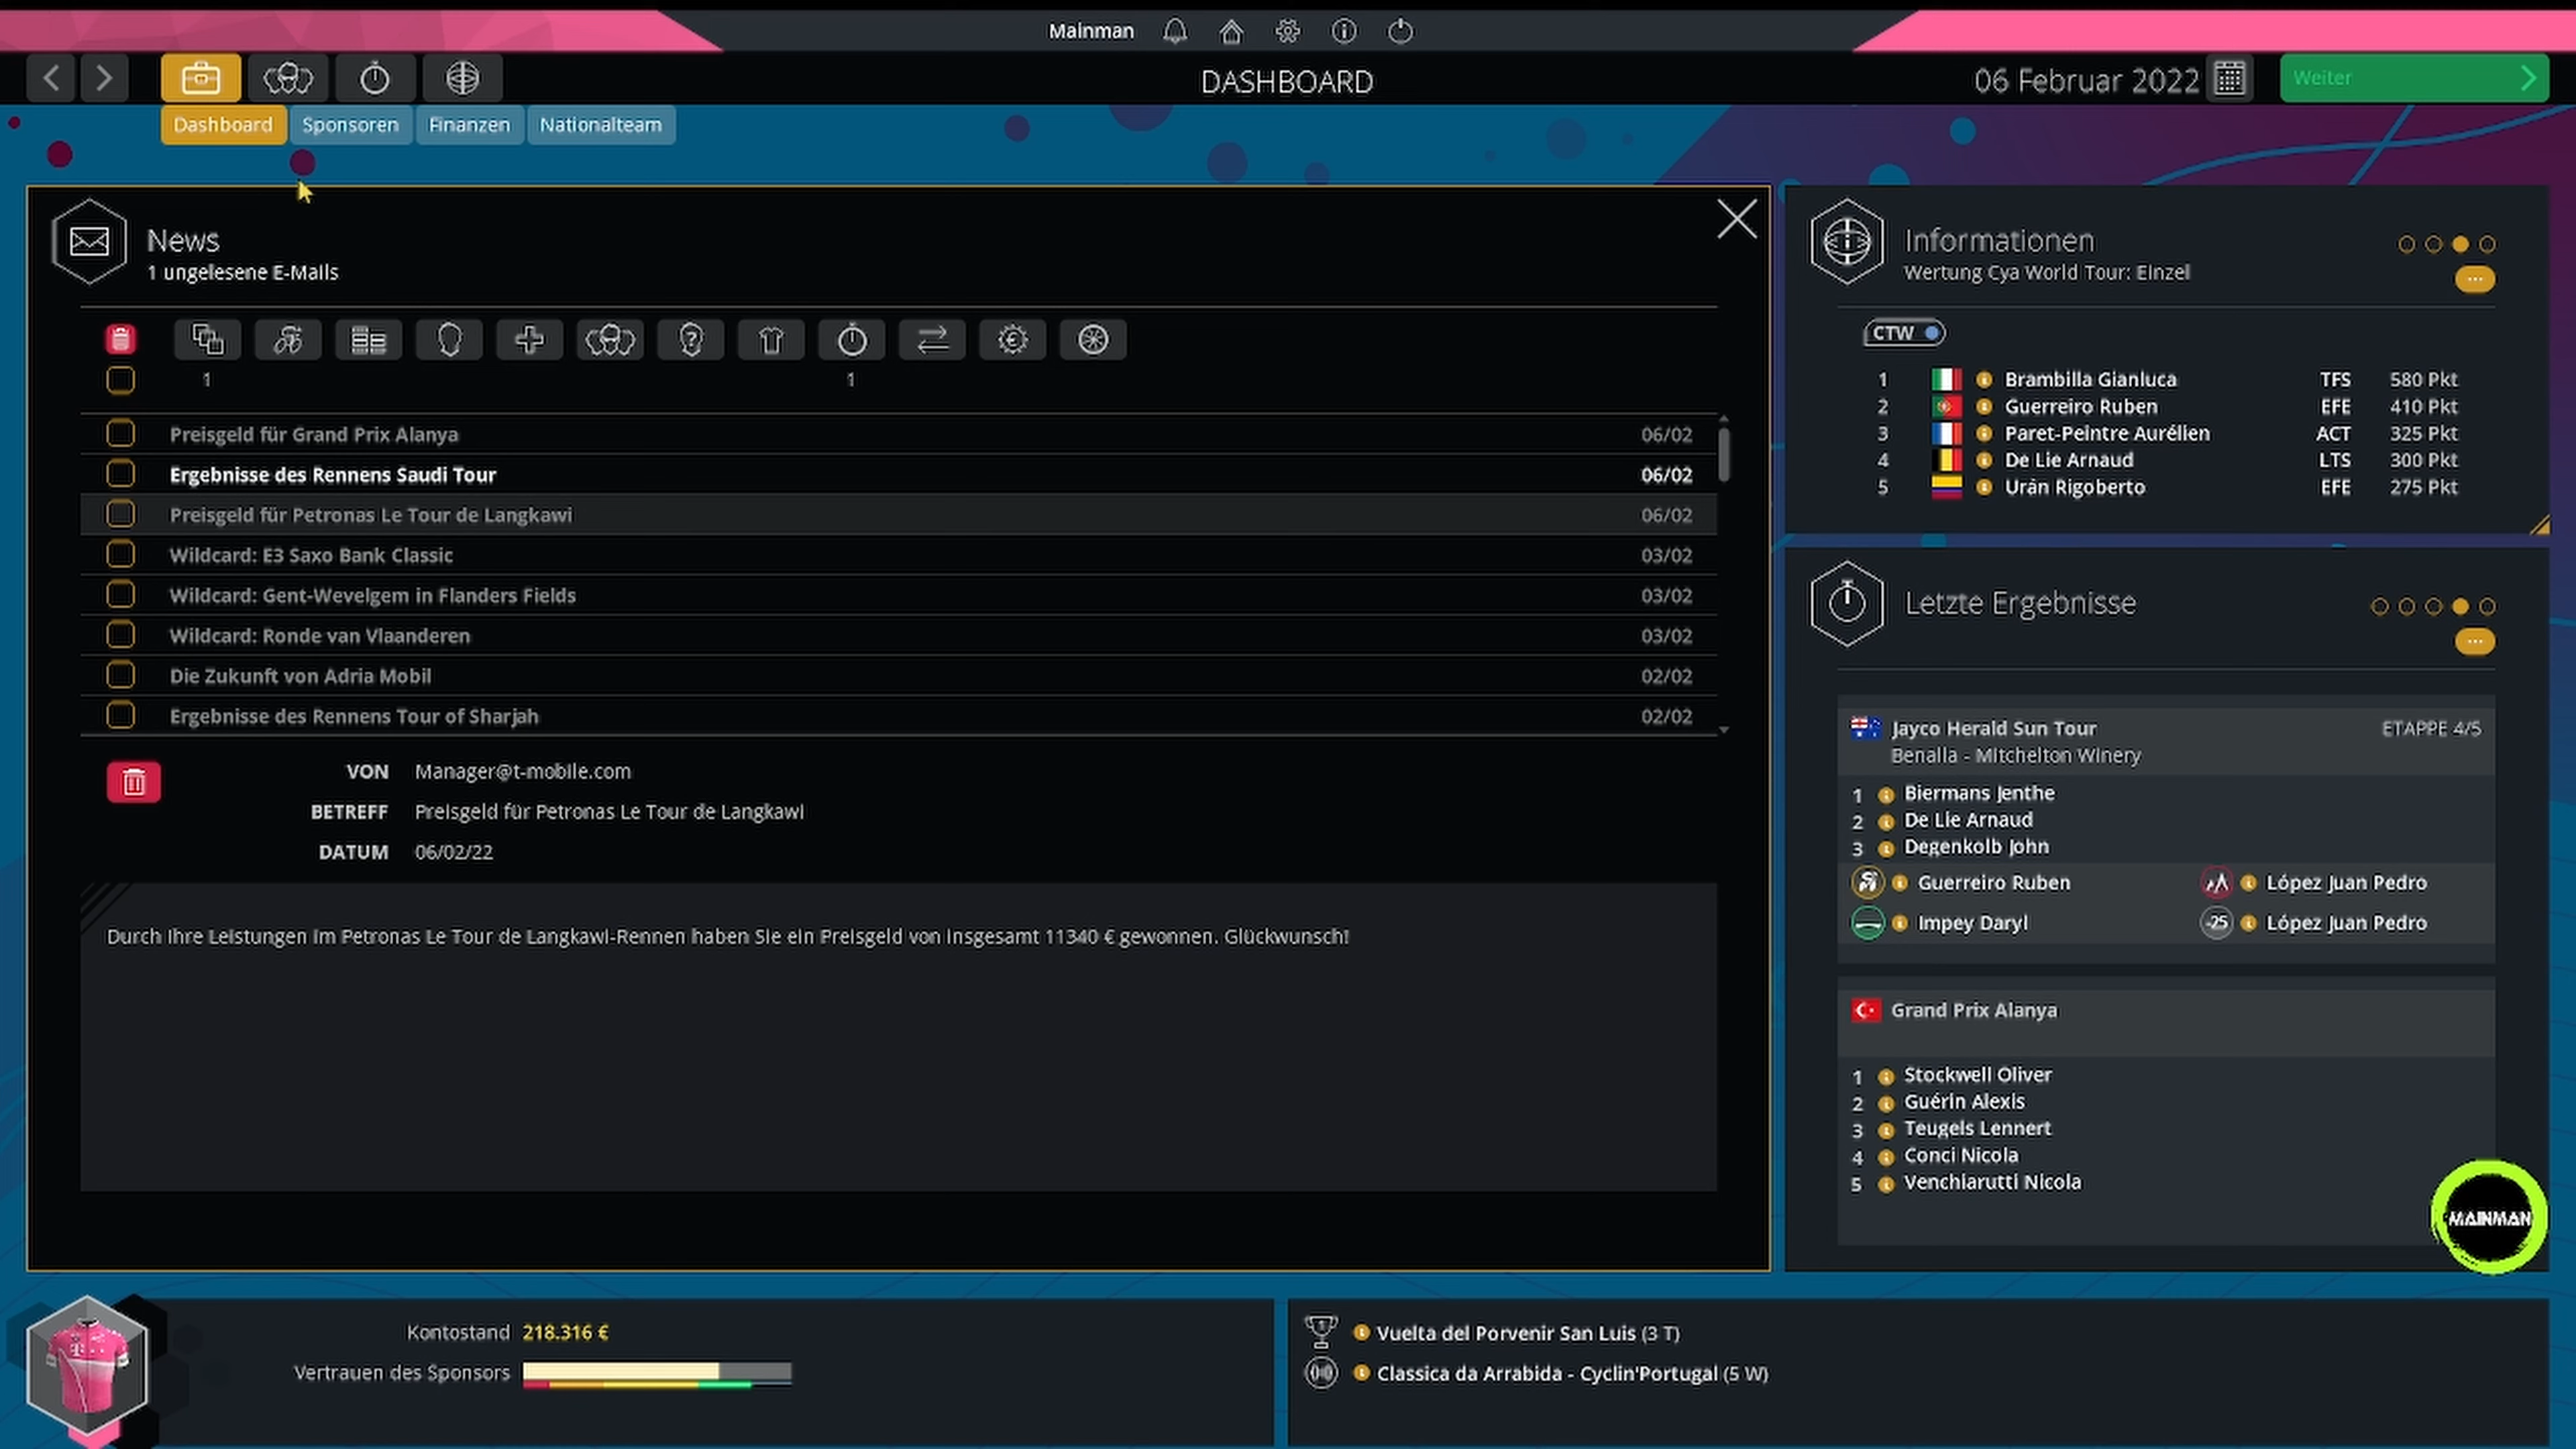 Mainman
DASHBOARD
06 Februar 2022
Weiter
Dashboard
Sponsoren
Finanzen
Nationalteam
News
1 ungelesene E-Mails
1
1
Preisgeld für Grand Prix Alanya 06/02
Ergebnisse des Rennens Saudi Tour 06/02
Preisgeld für Petronas Le Tour de Langkawi 06/02
Wildcard: E3 Saxo Bank Classic 03/02
Wildcard: Gent-Wevelgem in Flanders Fields 03/02
Wildcard: Ronde van Vlaanderen 03/02
Die Zukunft von Adria Mobil 02/02
Ergebnisse des Rennens Tour of Sharjah 02/02
VON Manager@t-mobile.com
BETREFF Preisgeld für Petronas Le Tour de Langkawi
DATUM 06/02/22
Durch Ihre Leistungen im Petronas Le Tour de Langkawi-Rennen haben Sie ein Preisgeld von insgesamt 11340 € gewonnen. Glückwunsch!
Informationen
Wertung Cya World Tour: Einzel
CTW
1 Brambilla Gianluca TFS 580 Pkt
2 Guerreiro Ruben EFE 410 Pkt
3 Paret-Peintre Aurélien ACT 325 Pkt
4 De Lie Arnaud LTS 300 Pkt
5 Urán Rigoberto EFE 275 Pkt
Letzte Ergebnisse
Jayco Herald Sun Tour ETAPPE 4/5
Benalla - Mitchelton Winery
1 Biermans Jenthe
2 De Lie Arnaud
3 Degenkolb John
Guerreiro Ruben López Juan Pedro
Impey Daryl -25 López Juan Pedro
Grand Prix Alanya
1 Stockwell Oliver
2 Guérin Alexis
3 Teugels Lennert
4 Conci Nicola
5 Venchiarutti Nicola
MAINMAN
Kontostand 218.316 €
Vertrauen des Sponsors
Vuelta del Porvenir San Luis (3 T)
Classica da Arrabida - Cyclin'Portugal (5 W)